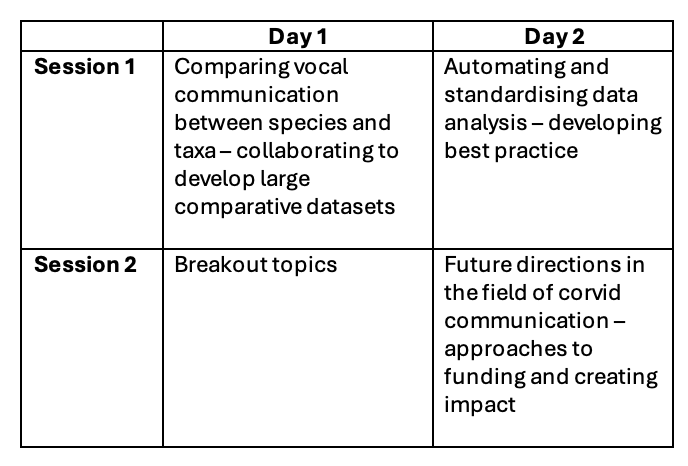 Day 1
Day 2
Session 1
Comparing vocal
communication
between species and
taxa – collaborating to
develop large
comparative datasets
Automating and
standardising data
analysis – developing
best practice
Session 2
Breakout topics
Future directions in
the field of corvid
communication –
approaches to
funding and creating
impact